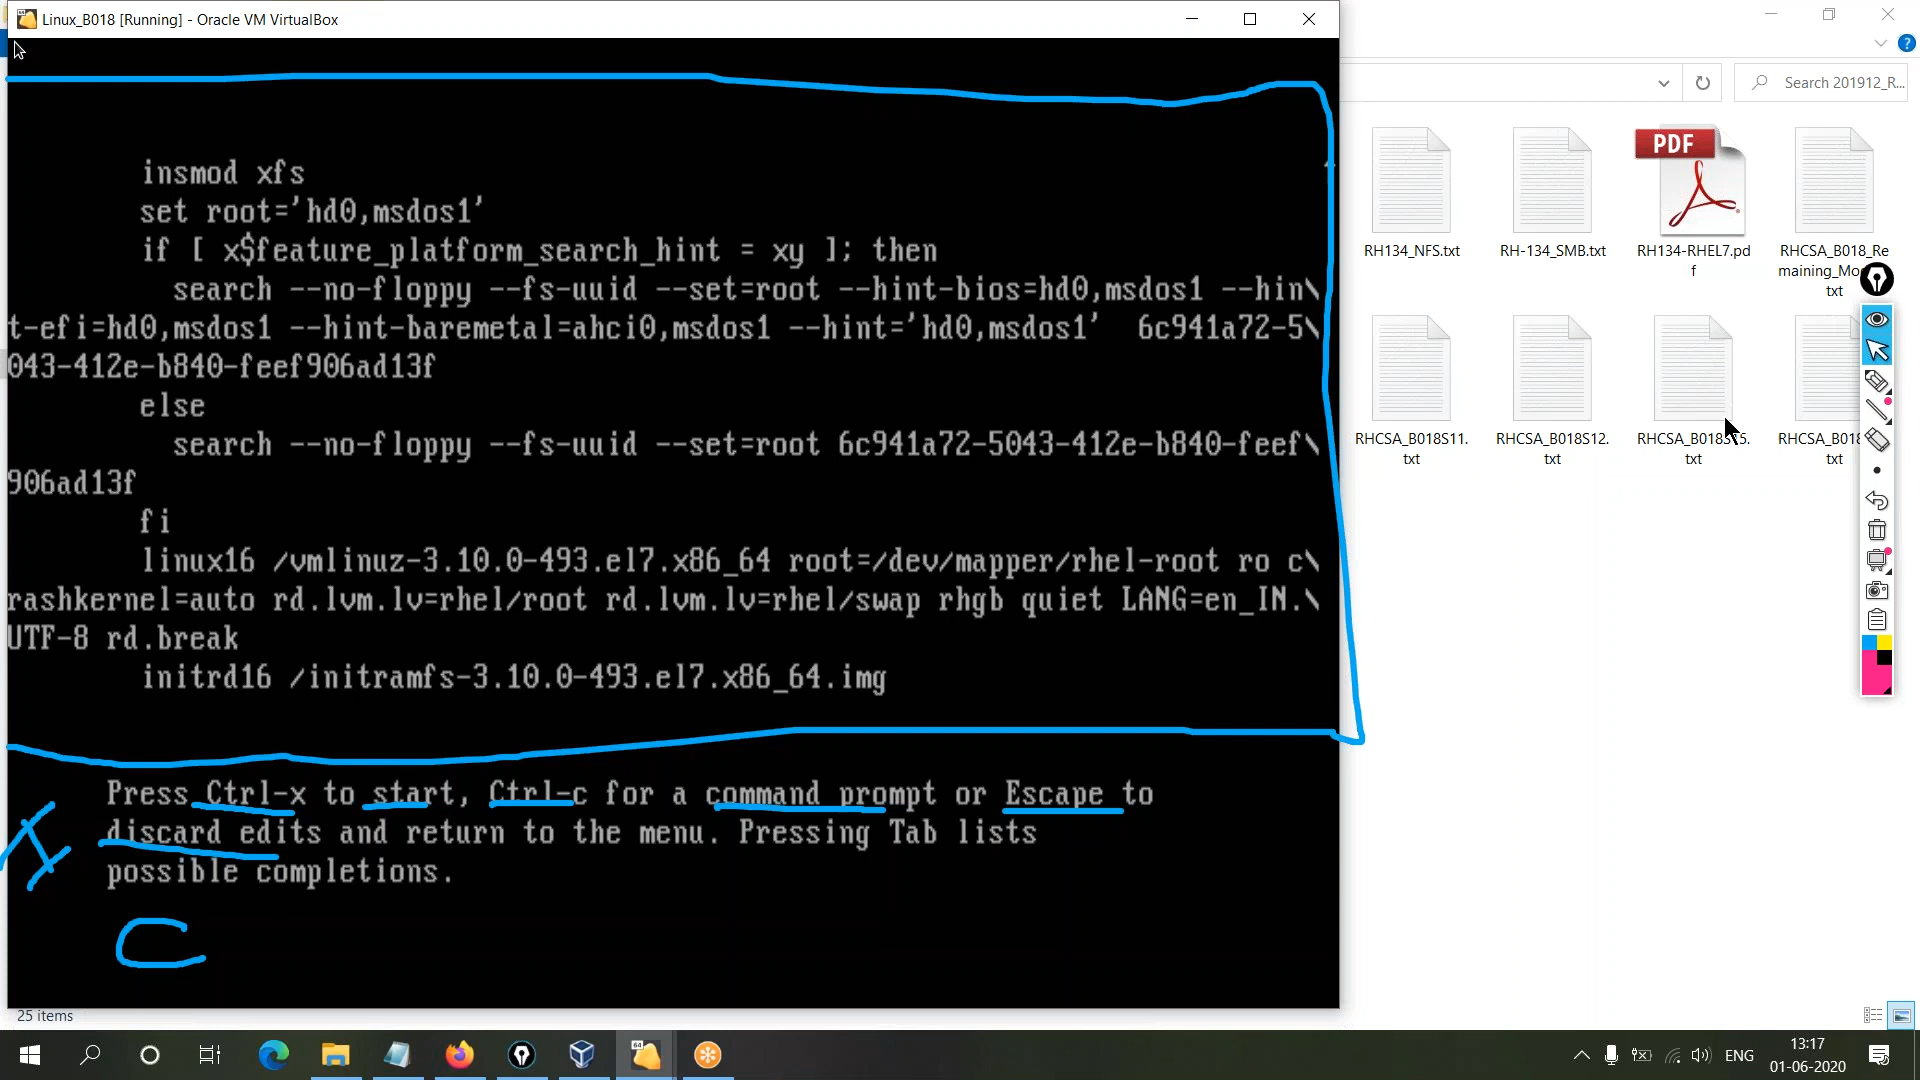 Linux_B018 [Running] - Oracle VM VirtualBox
insmod xfs
set root='hd0,msdos1'
if [ x$feature_platform_search_hint = xy ]; then
search --no-floppy --fs-uuid --set=root --hint-bios=hd0,msdos1 --hin\
t-efi=hd0,msdos1 --hint-baremetal=ahci0,msdos1 --hint='hd0,msdos1'  6c941a72-5\
043-412e-b840-feef906ad13f
else
search --no-floppy --fs-uuid --set=root 6c941a72-5043-412e-b840-feef\
906ad13f
fi
linux16 /vmlinuz-3.10.0-493.el7.x86_64 root=/dev/mapper/rhel-root ro c\
rashkernel=auto rd.lvm.lv=rhel/root rd.lvm.lv=rhel/swap rhgb quiet LANG=en_IN.\
UTF-8 rd.break
initrd16 /initramfs-3.10.0-493.el7.x86_64.img
Press Ctrl-x to start, Ctrl-c for a command prompt or Escape to
discard edits and return to the menu. Pressing Tab lists
possible completions.
X
C
Search 201912_R...
PDF
RH134_NFS.txt
RH-134_SMB.txt
RH134-RHEL7.pd
f
RHCSA_B018_Re
maining_Mo
txt
RHCSA_B018S11.
txt
RHCSA_B018S12.
txt
RHCSA_B018S15.
txt
RHCSA_B018
txt
25 items
64
ENG
13:17
01-06-2020